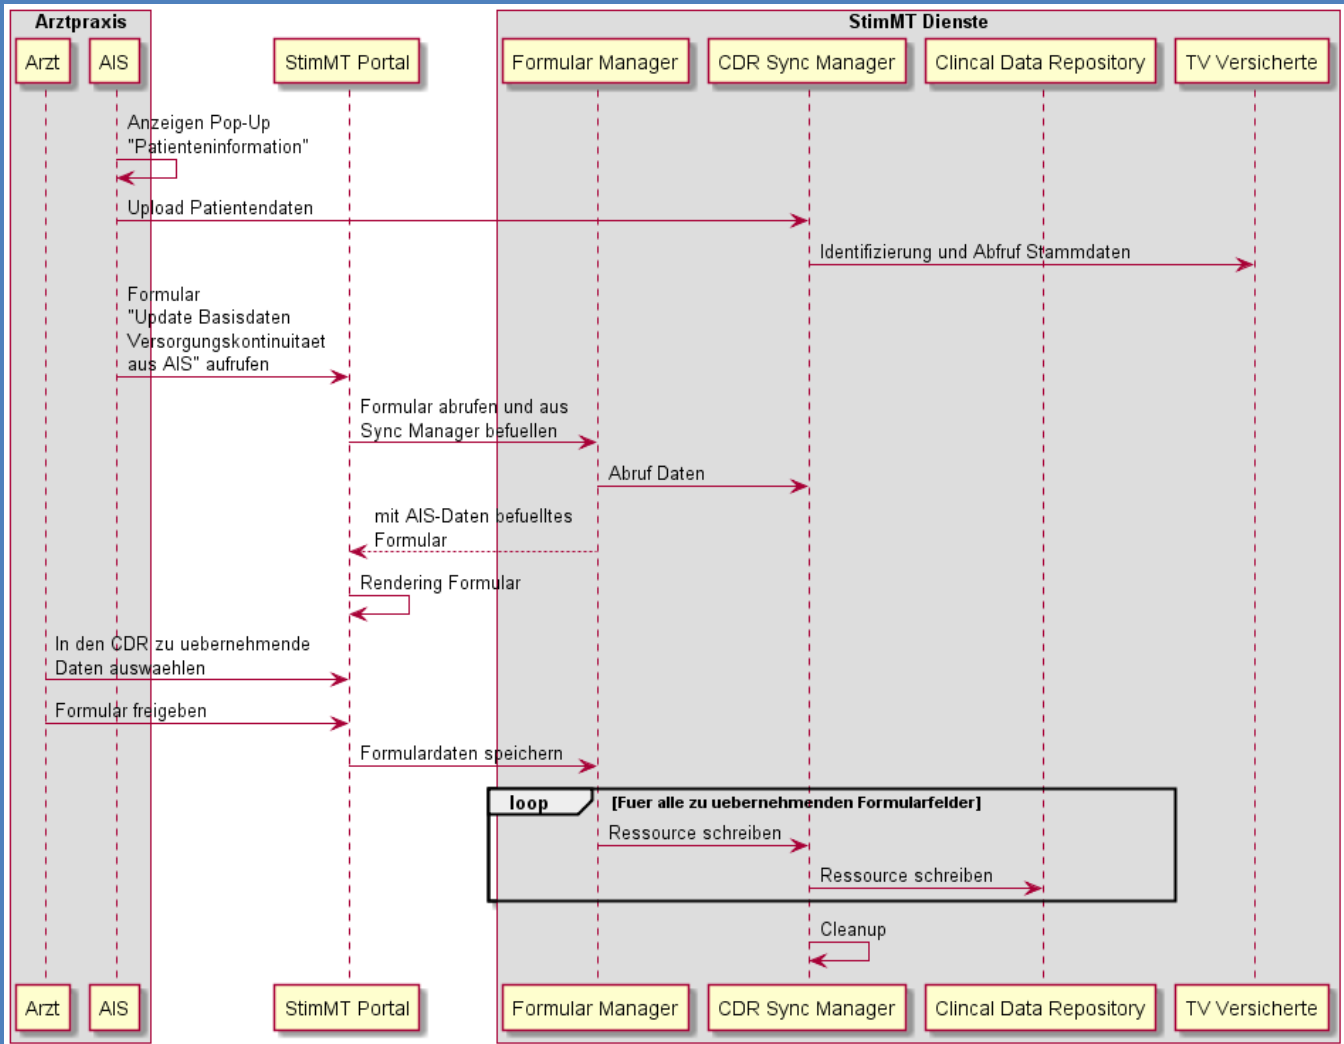 Arztpraxis
StimMT Dienste
Arzt
AIS
StimMT Portal
Formular Manager
CDR Sync Manager
Clincal Data Repository
TV Versicherte
Anzeigen Pop-Up
"Patienteninformation"
Upload Patientendaten
Identifizierung und Abfruf Stammdaten
Formular
"Update Basisdaten
Versorgungskontinuitaet
aus AIS" aufrufen
Formular abrufen und aus
Sync Manager befuellen
Abruf Daten
mit AIS-Daten befuelltes
Formular
Rendering Formular
In den CDR zu uebernehmende
Daten auswaehlen
Formular freigeben
Formulardaten speichern
loop
[Fuer alle zu uebernehmenden Formularfelder]
Ressource schreiben
Ressource schreiben
Cleanup
Arzt
AIS
StimMT Portal
Formular Manager
CDR Sync Manager
Clincal Data Repository
TV Versicherte